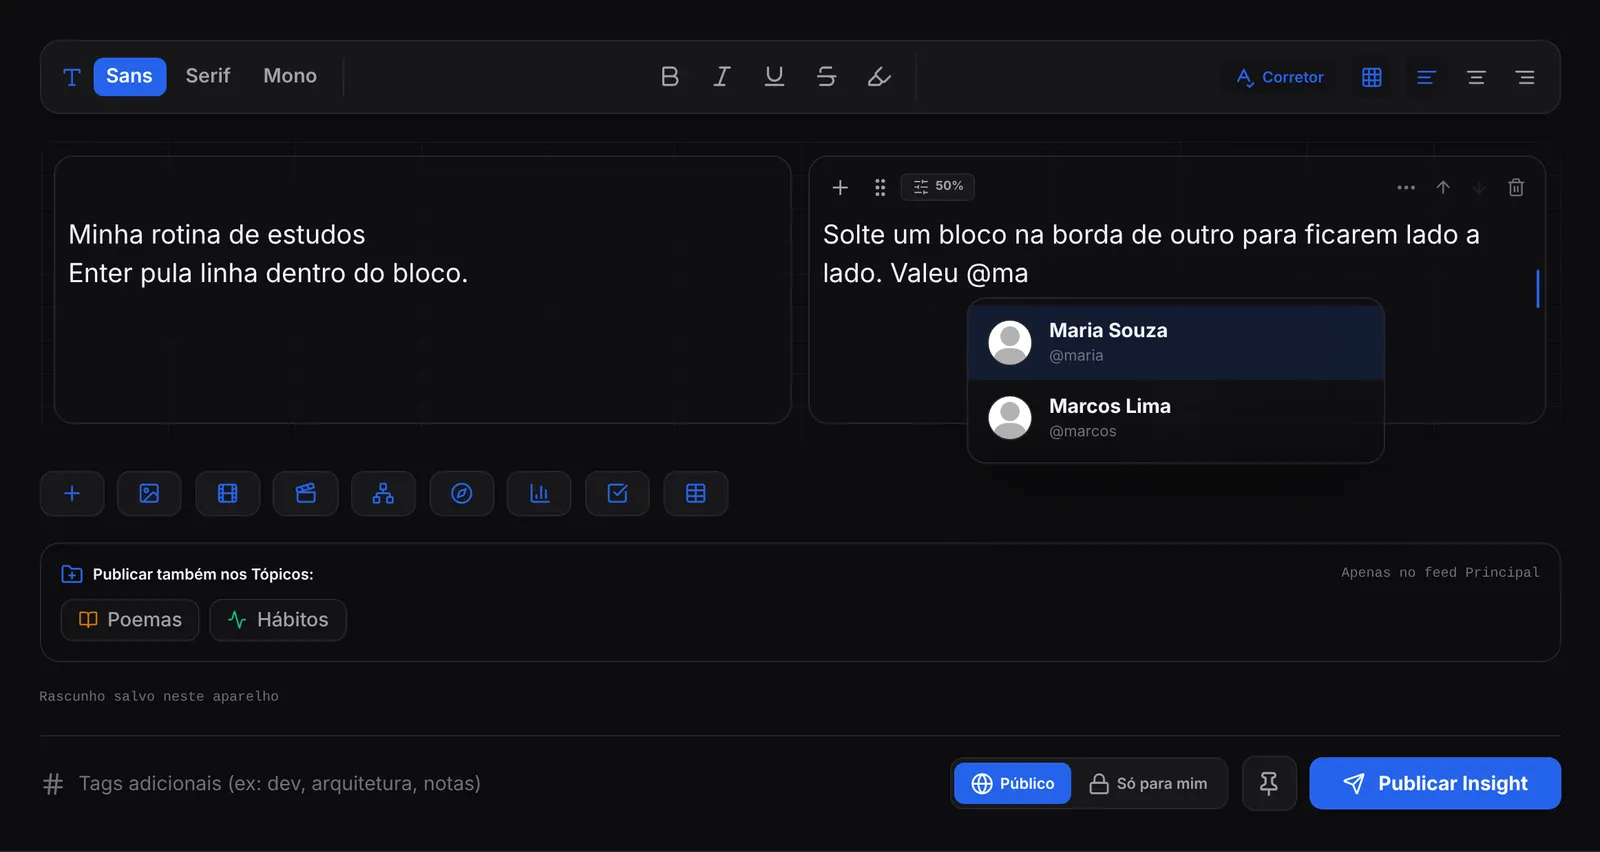 Sans Serif Mono Corretor
Minha rotina de estudos
Enter pula linha dentro do bloco.
50%
Solte um bloco na borda de outro para ficarem lado a
lado. Valeu @ma
Maria Souza
@maria
Marcos Lima
@marcos
Publicar também nos Tópicos:
Apenas no feed Principal
Poemas Hábitos
Rascunho salvo neste aparelho
Tags adicionais (ex: dev, arquitetura, notas)
Público Só para mim Publicar Insight